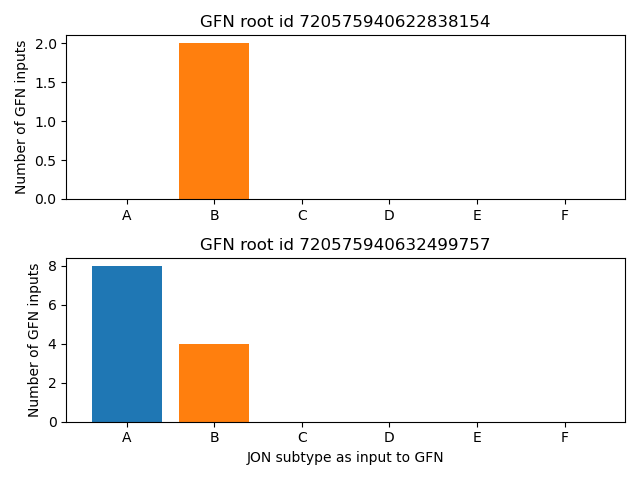 GFN root id 720575940622838154
Number of GFN inputs
2.0
1.5
1.0
0.5
0.0
A B C D E F
GFN root id 720575940632499757
Number of GFN inputs
8
6
4
2
0
A B C D E F
JON subtype as input to GFN